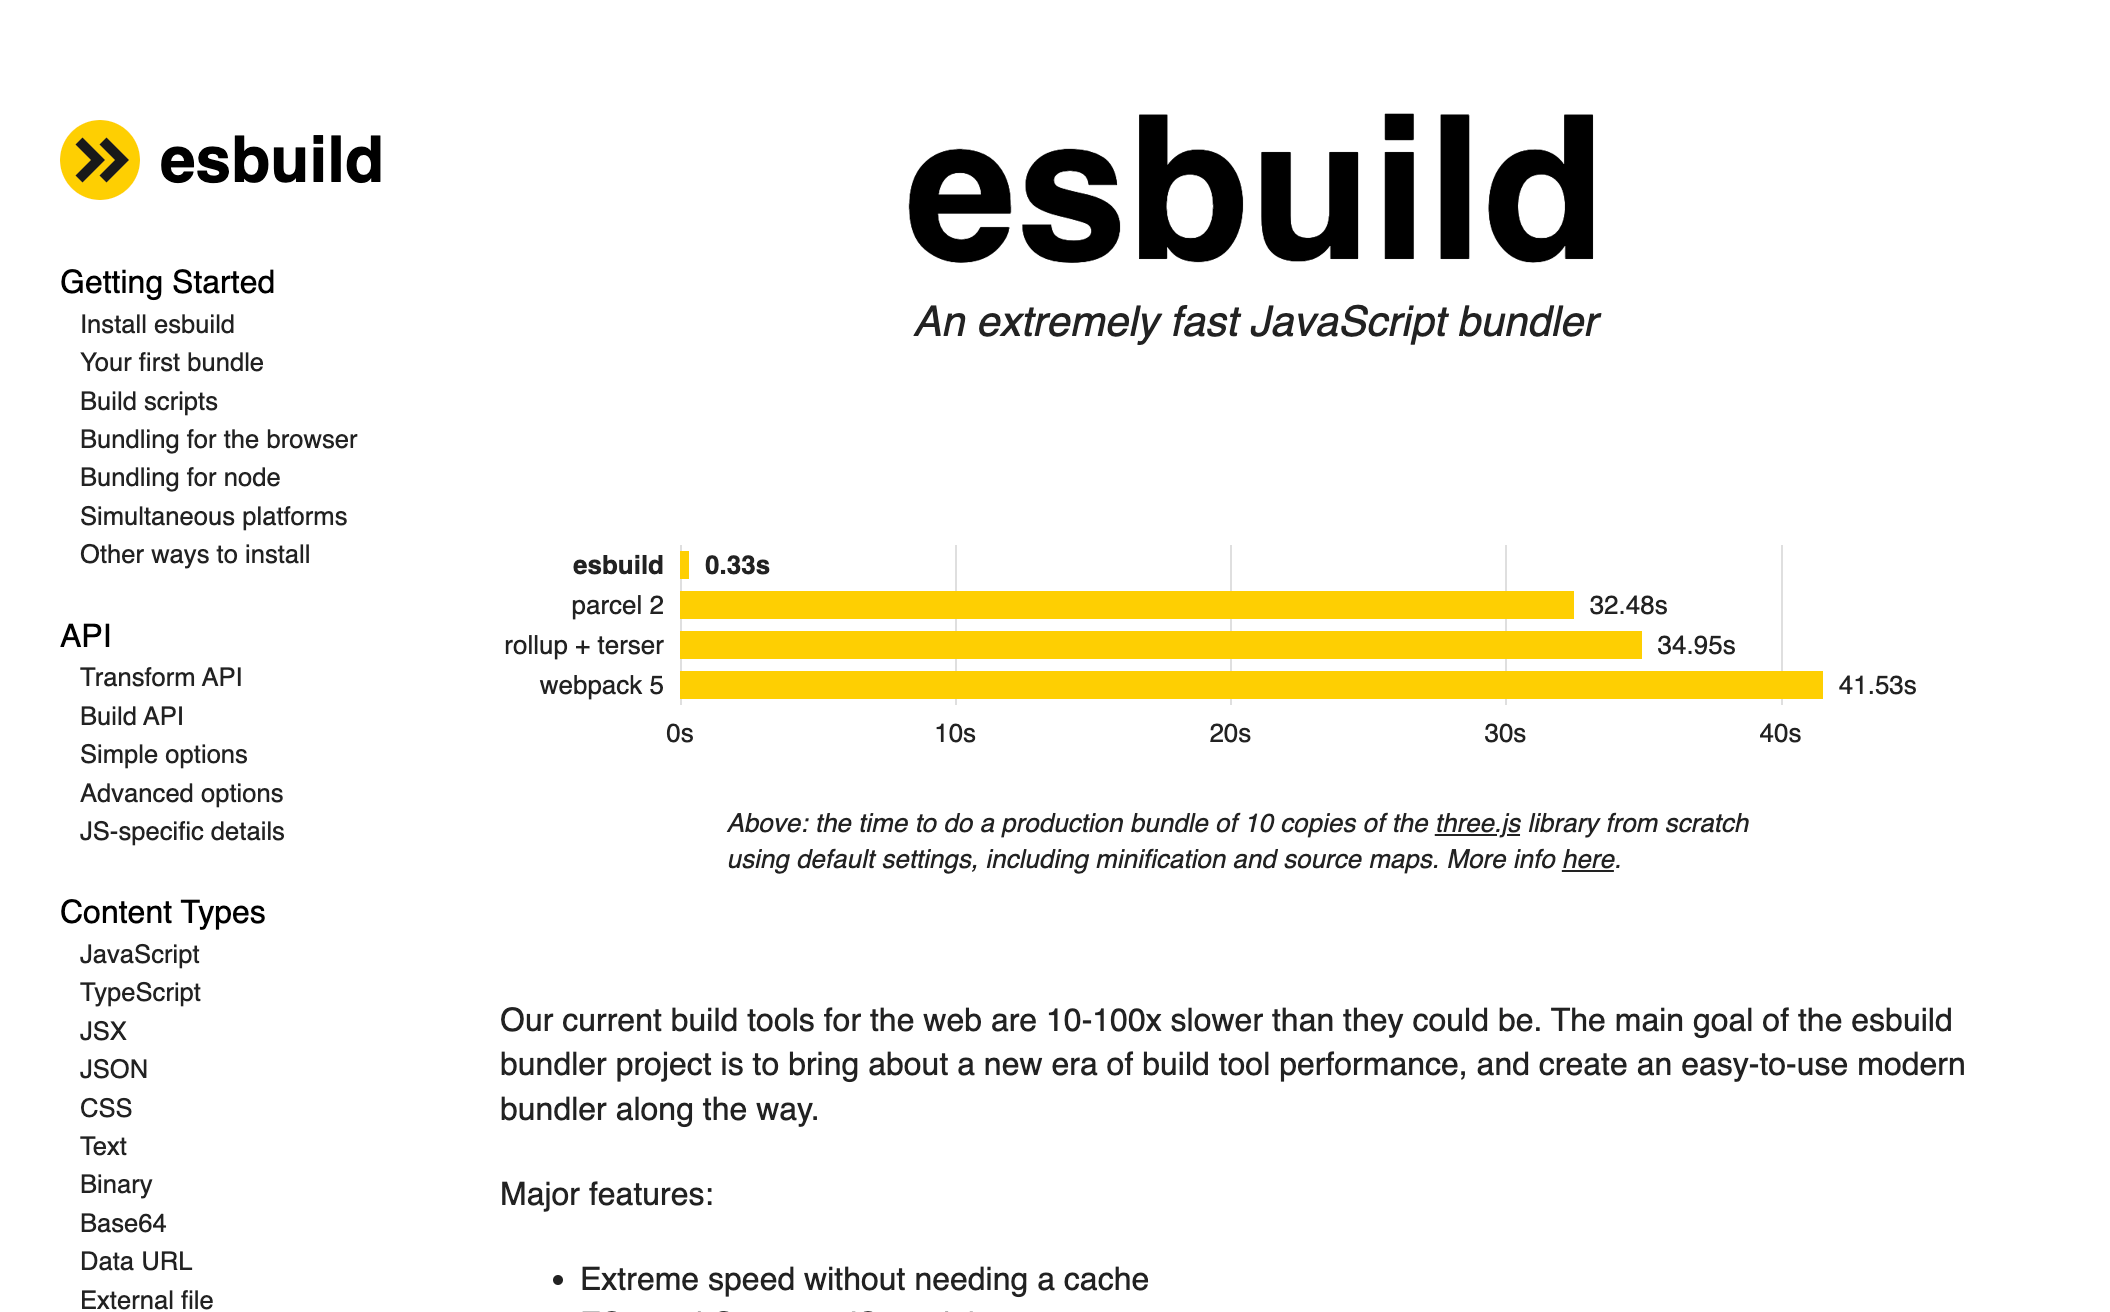 esbuild
Getting Started
Install esbuild
Your first bundle
Build scripts
Bundling for the browser
Bundling for node
Simultaneous platforms
Other ways to install
API
Transform API
Build API
Simple options
Advanced options
JS-specific details
Content Types
JavaScript
TypeScript
JSX
JSON
CSS
Text
Binary
Base64
Data URL
External file
esbuild
An extremely fast JavaScript bundler
esbuild 0.33s
parcel 2 32.48s
rollup + terser 34.95s
webpack 5 41.53s
0s 10s 20s 30s 40s
Above: the time to do a production bundle of 10 copies of the three.js library from scratch
using default settings, including minification and source maps. More info here.
Our current build tools for the web are 10-100x slower than they could be. The main goal of the esbuild
bundler project is to bring about a new era of build tool performance, and create an easy-to-use modern
bundler along the way.
Major features:
• Extreme speed without needing a cache